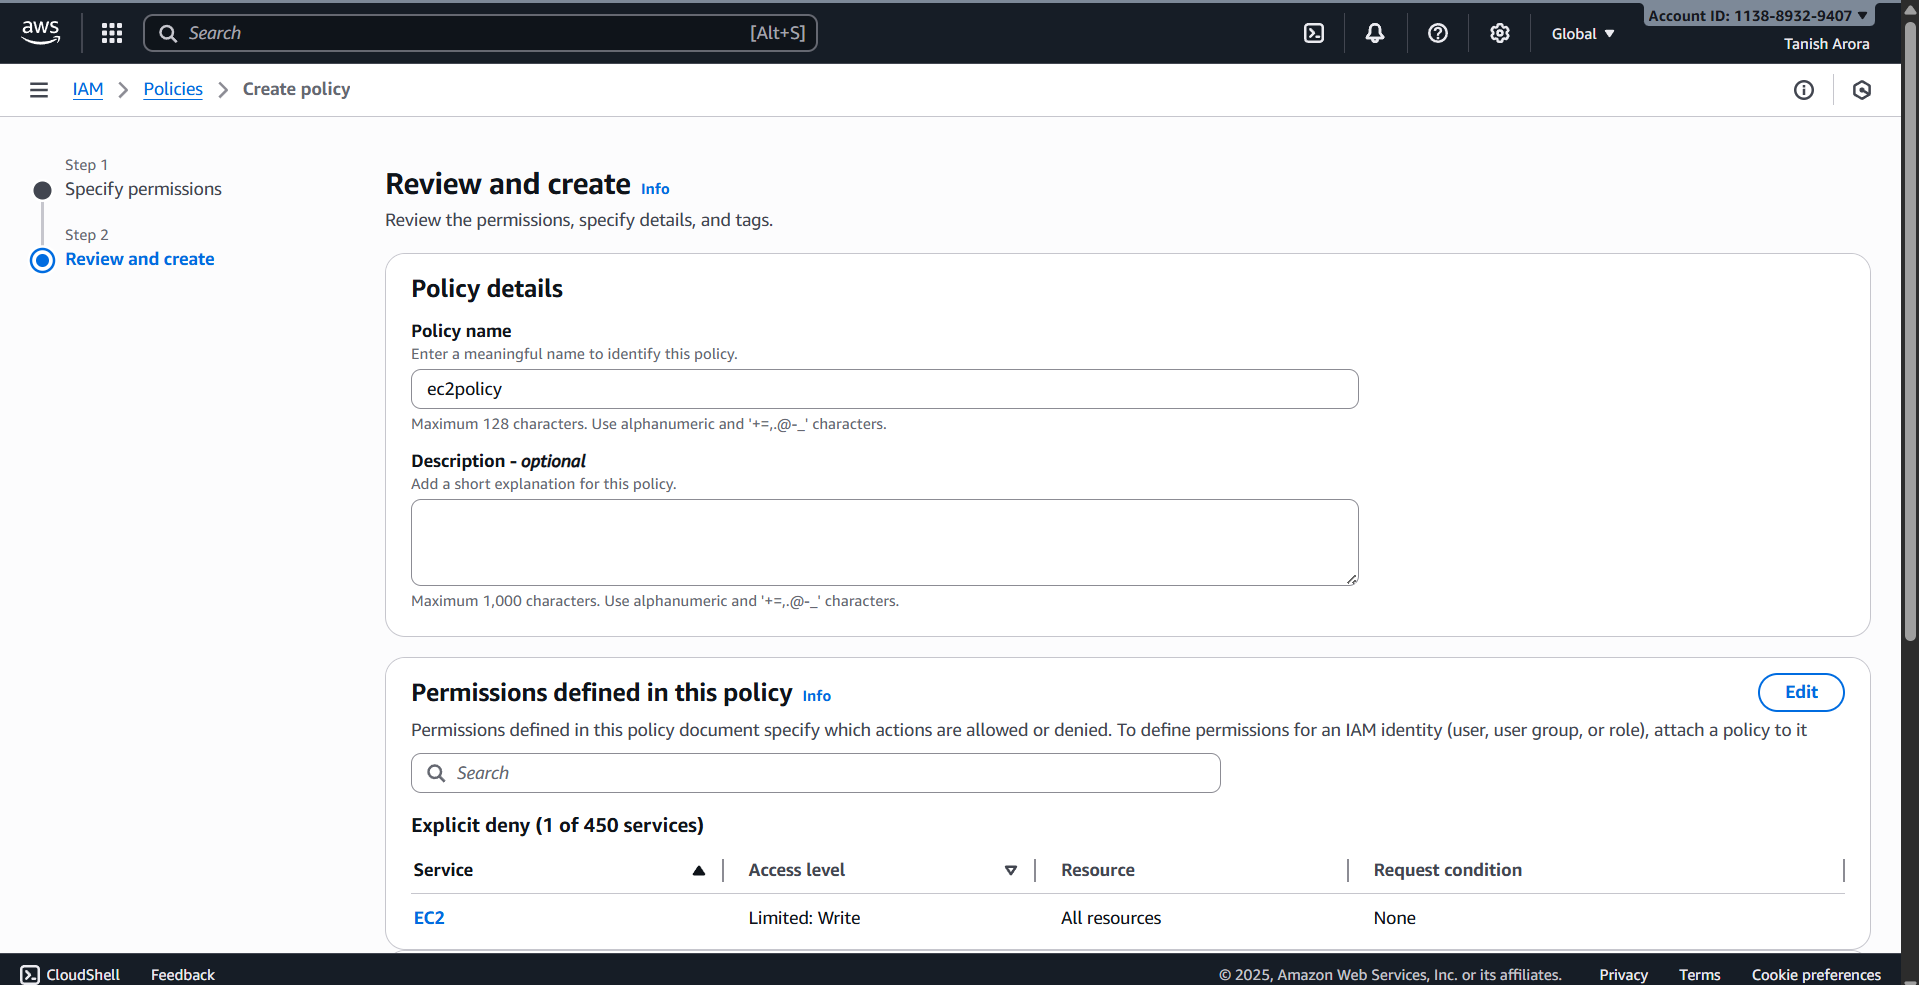 aws
Search [Alt+S]
Global ▼
Account ID: 1138-8932-9407 ▼
Tanish Arora
IAM > Policies > Create policy
Step 1
Specify permissions
Step 2
Review and create
Review and create Info
Review the permissions, specify details, and tags.
Policy details
Policy name
Enter a meaningful name to identify this policy.
ec2policy
Maximum 128 characters. Use alphanumeric and '+=,.@-_' characters.
Description - optional
Add a short explanation for this policy.
Maximum 1,000 characters. Use alphanumeric and '+=,.@-_' characters.
Permissions defined in this policy Info
Edit
Permissions defined in this policy document specify which actions are allowed or denied. To define permissions for an IAM identity (user, user group, or role), attach a policy to it
Search
Explicit deny (1 of 450 services)
Service ▲ Access level ▽ Resource Request condition
EC2 Limited: Write All resources None
CloudShell Feedback © 2025, Amazon Web Services, Inc. or its affiliates. Privacy Terms Cookie preferences